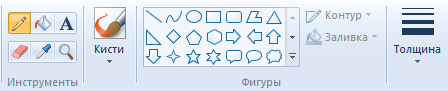 A
Кисти
Контур
Заливка
Толщина
Инструменты
Фигуры